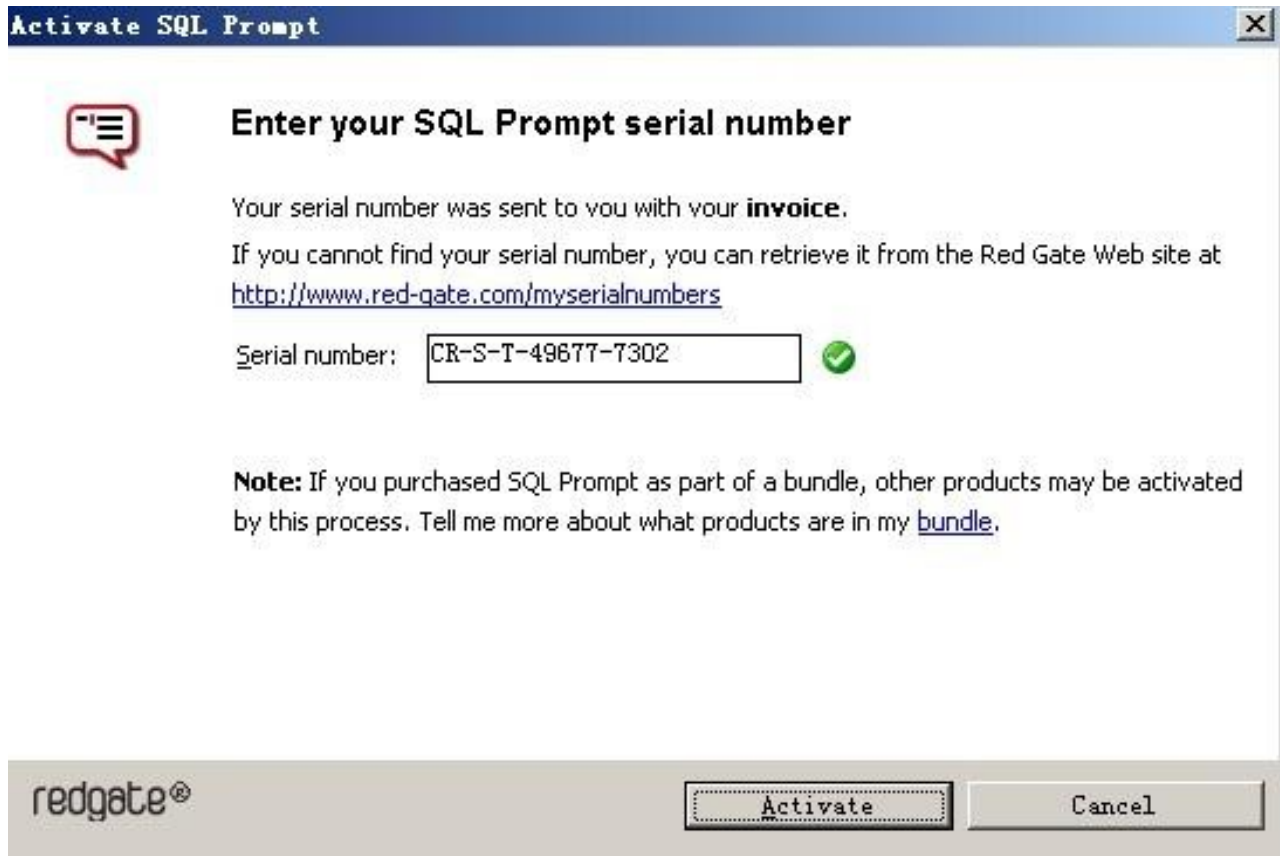 Activate SQL Prompt
Enter your SQL Prompt serial number
Your serial number was sent to you with your invoice.
If you cannot find your serial number, you can retrieve it from the Red Gate Web site at
http://www.red-gate.com/myserialnumbers
Serial number: CR-S-T-49677-7302
Note: If you purchased SQL Prompt as part of a bundle, other products may be activated
by this process. Tell me more about what products are in my bundle.
redgate® Activate Cancel